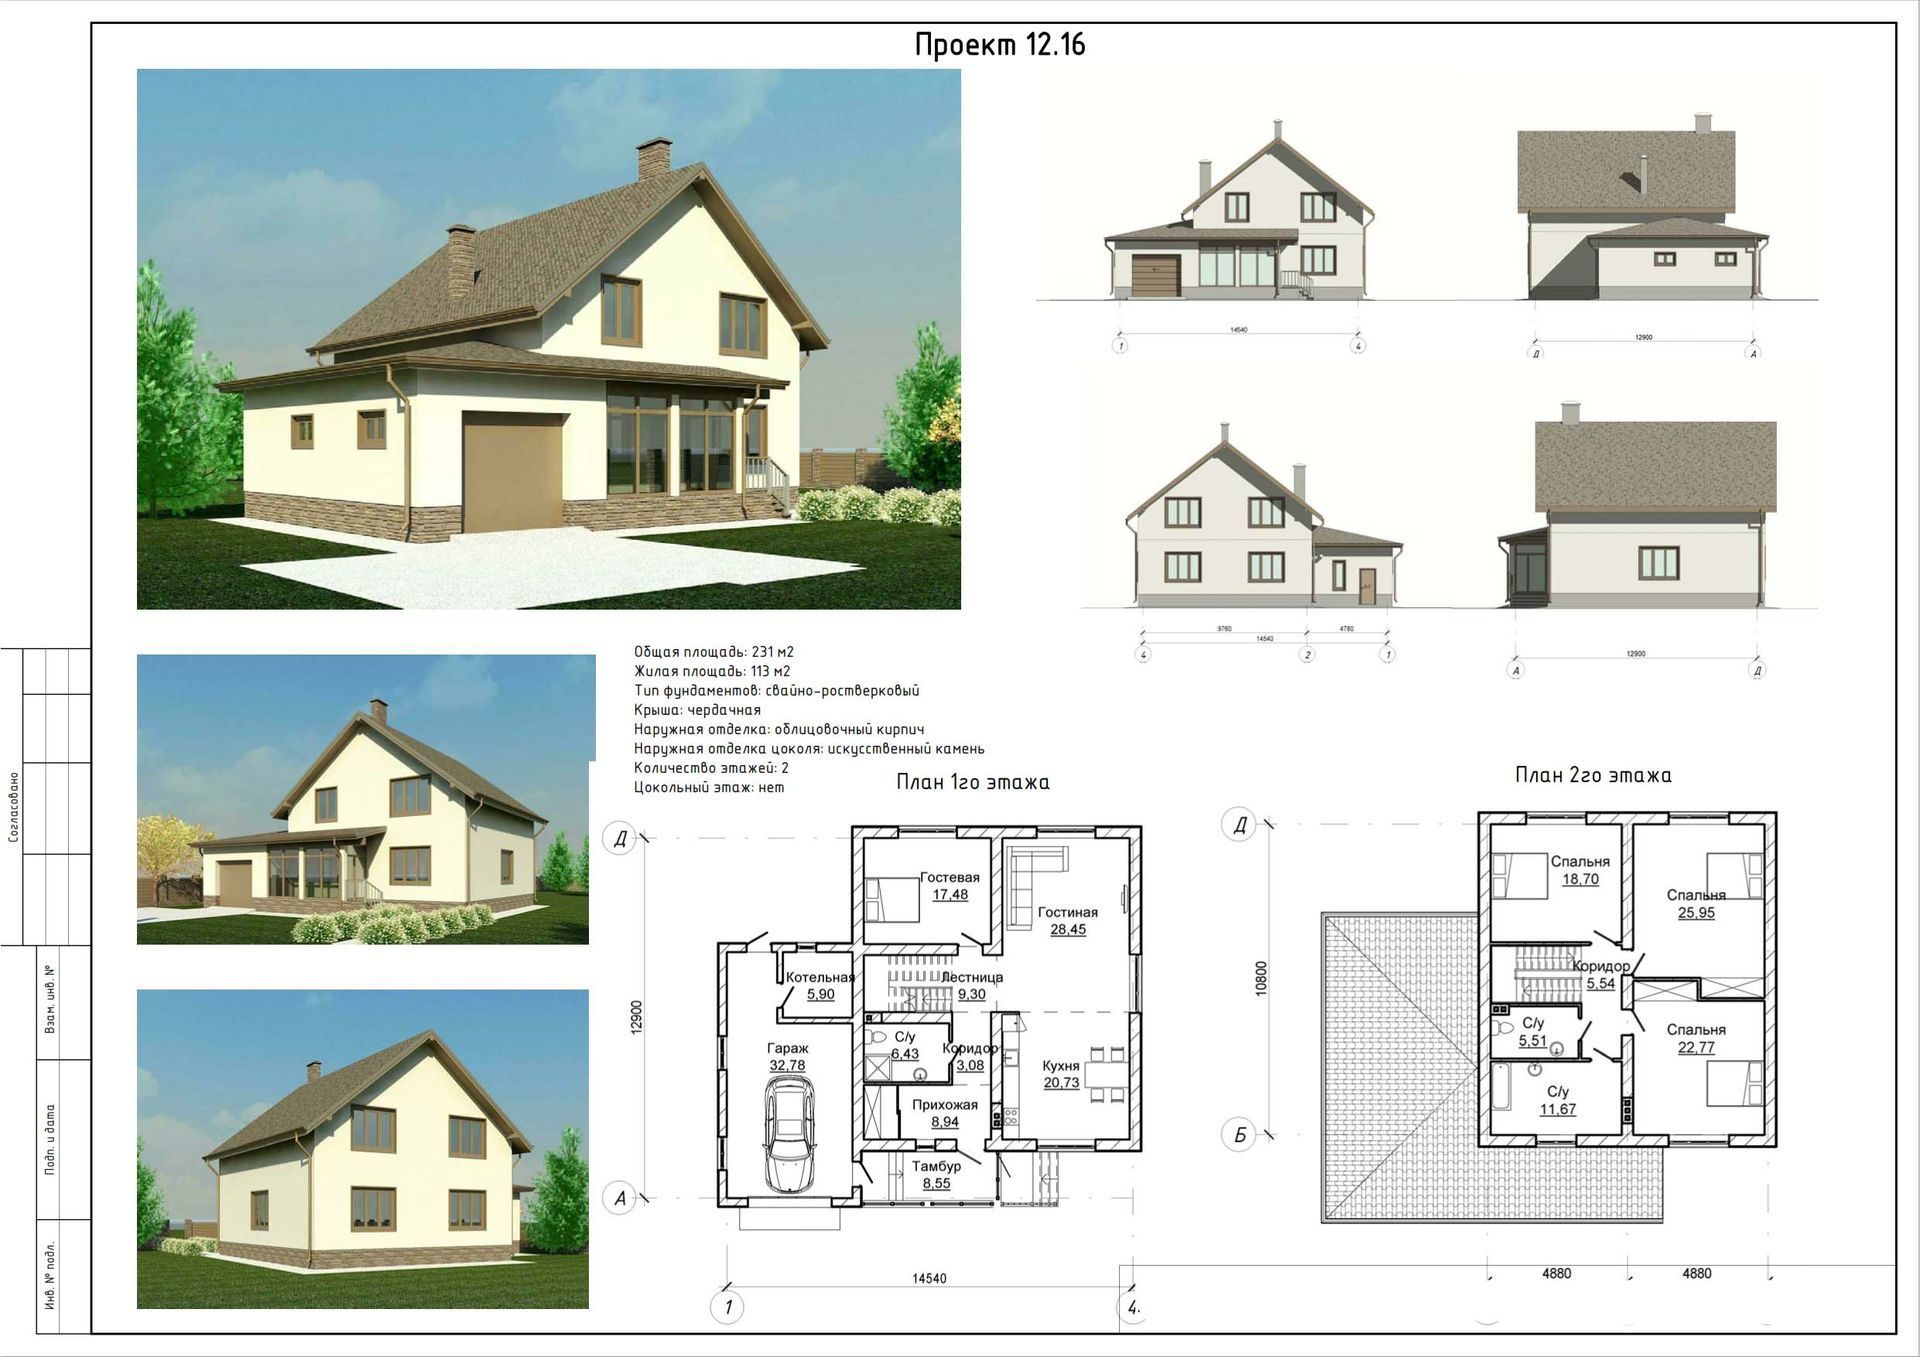 Проект 12.16
14540
1
4
12900
Д
А
9780
4780
14540
4
2
1
12900
А
Д
Общая площадь: 231 м2
Жилая площадь: 113 м2
Тип фундаментов: свайно-ростверковый
Крыша: чердачная
Наружная отделка: облицовочный кирпич
Наружная отделка цоколя: искусственный камень
Количество этажей: 2
Цокольный этаж: нет
План 1го этажа
Д
12900
А
Гостевая
17,48
Гостиная
28,45
Котельная
5,90
Лестница
9,30
Гараж
32,78
С/у
6,43
Коридор
3,08
Кухня
20,73
Прихожая
8,94
Тамбур
8,55
14540
1
4.
План 2го этажа
Д
10800
Б
Спальня
18,70
Спальня
25,95
Коридор
5,54
С/у
5,51
Спальня
22,77
С/у
11,67
4880
4880
Согласовано
Взам. инв. №
Подп. и дата
Инв. № подл.